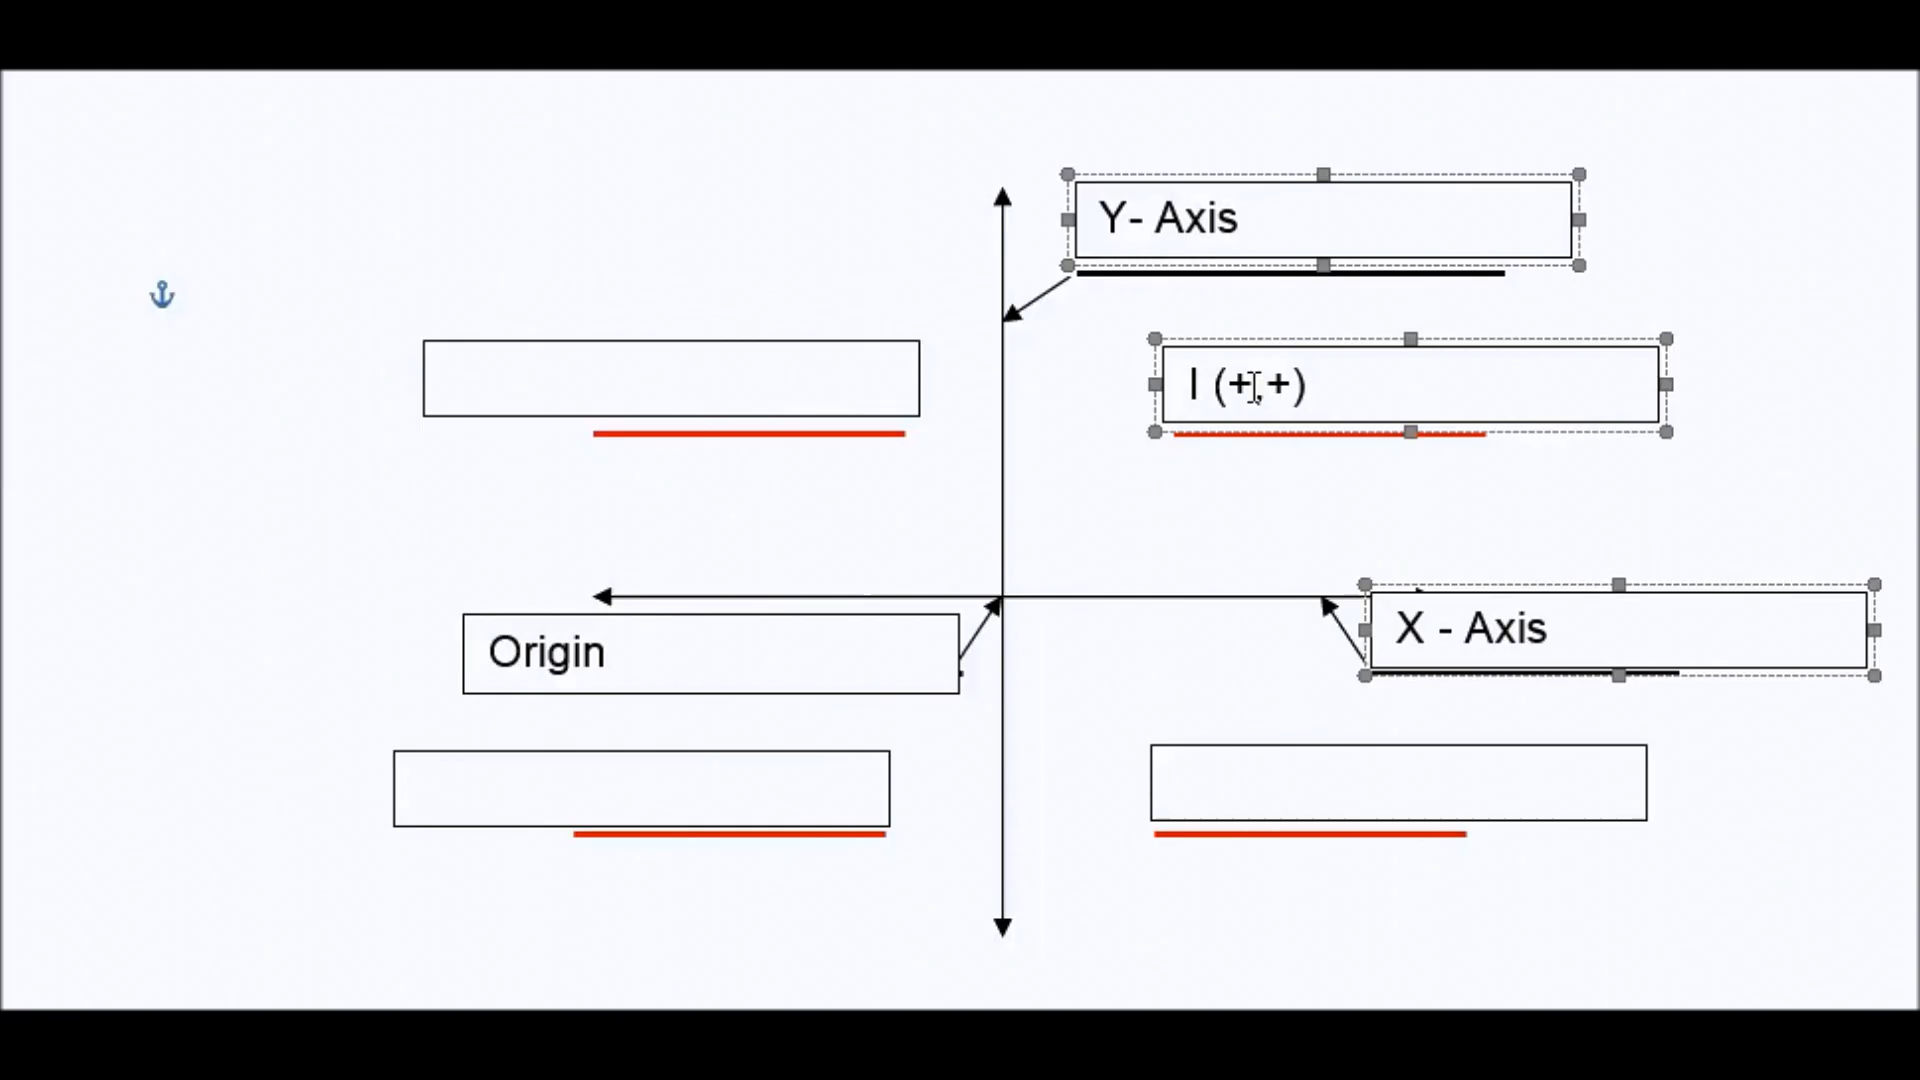 Y- Axis
I (+,+)
Origin
X - Axis